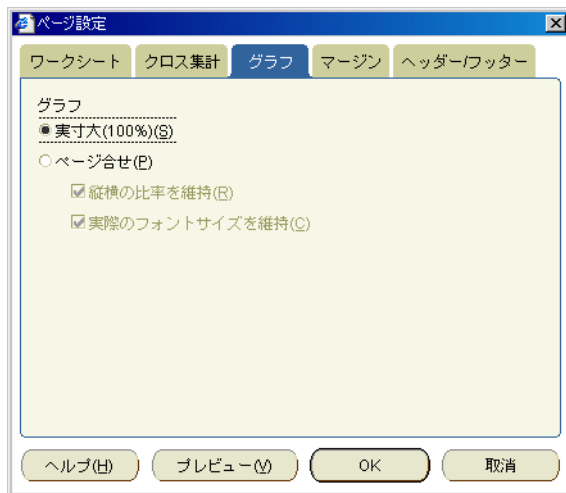 ページ設定
ワークシート クロス集計 グラフ マージン ヘッダー/フッター
グラフ
実寸大(100%)(S)
ページ合せ(P)
縦横の比率を維持(R)
実際のフォントサイズを維持(C)
ヘルプ(H) プレビュー(V) OK 取消